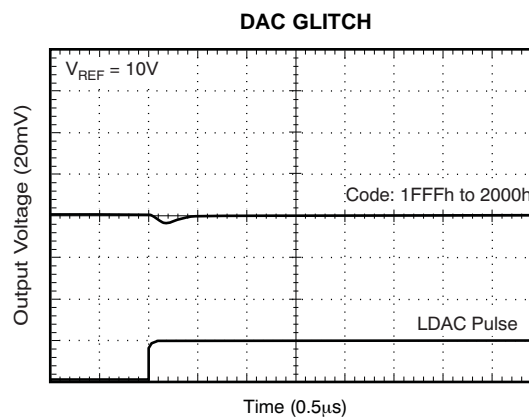 DAC GLITCH
V_REF = 10V
Output Voltage (20mV)
Code: 1FFFh to 2000h
LDAC Pulse
Time (0.5µs)